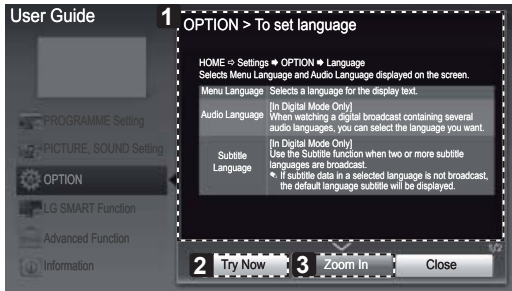 User Guide
1
OPTION > To set language
HOME ⇨ Settings ➡ OPTION ➡ Language
Selects Menu Language and Audio Language displayed on the screen.
Menu Language Selects a language for the display text.
Audio Language [In Digital Mode Only]
When watching a digital broadcast containing several
audio languages, you can select the language you want.
Subtitle
Language
[In Digital Mode Only]
Use the Subtitle function when two or more subtitle
languages are broadcast.
✎ If subtitle data in a selected language is not broadcast,
the default language subtitle will be displayed.
PROGRAMME Setting
PICTURE, SOUND Setting
OPTION
LG SMART Function
Advanced Function
Information
1/2
2 Try Now
3 Zoom In
Close